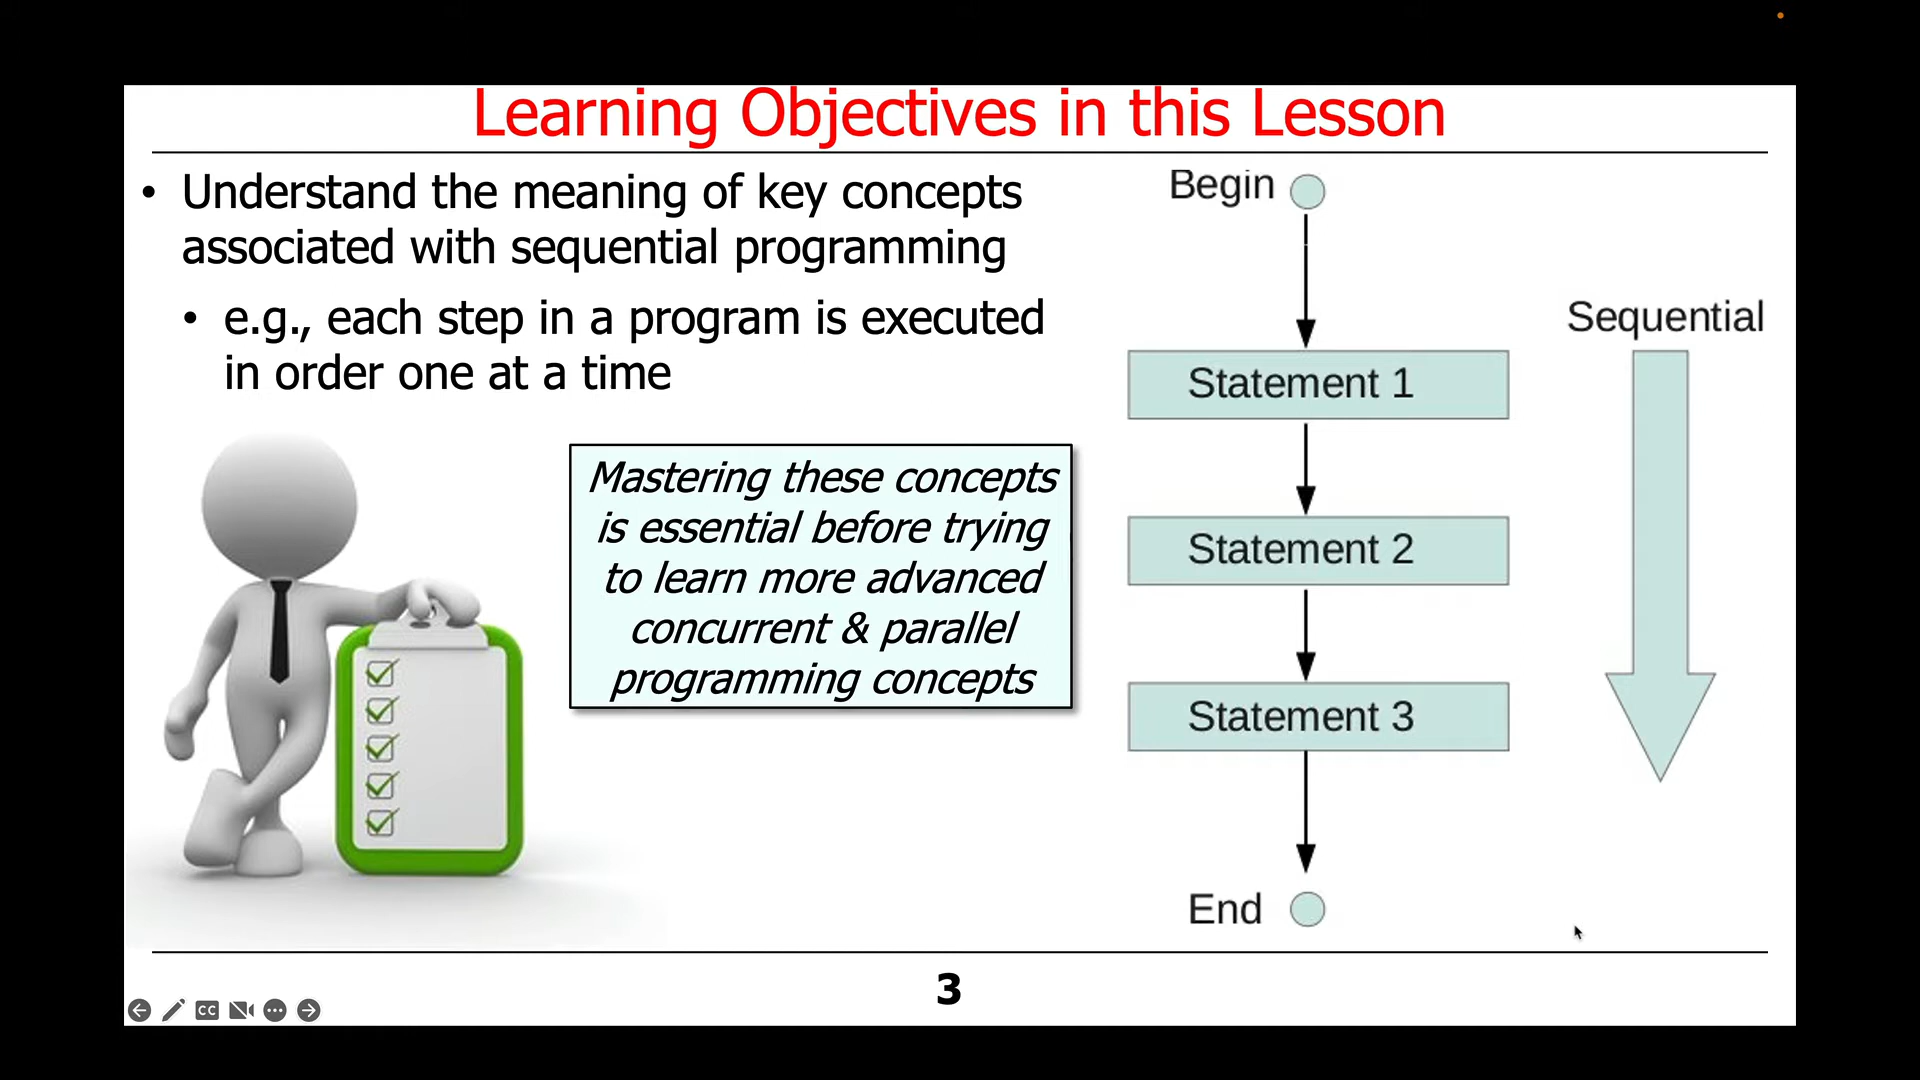 Learning Objectives in this Lesson
• Understand the meaning of key concepts
associated with sequential programming
• e.g., each step in a program is executed
in order one at a time
Mastering these concepts
is essential before trying
to learn more advanced
concurrent & parallel
programming concepts
Begin
Sequential
Statement 1
Statement 2
Statement 3
End
3
CC